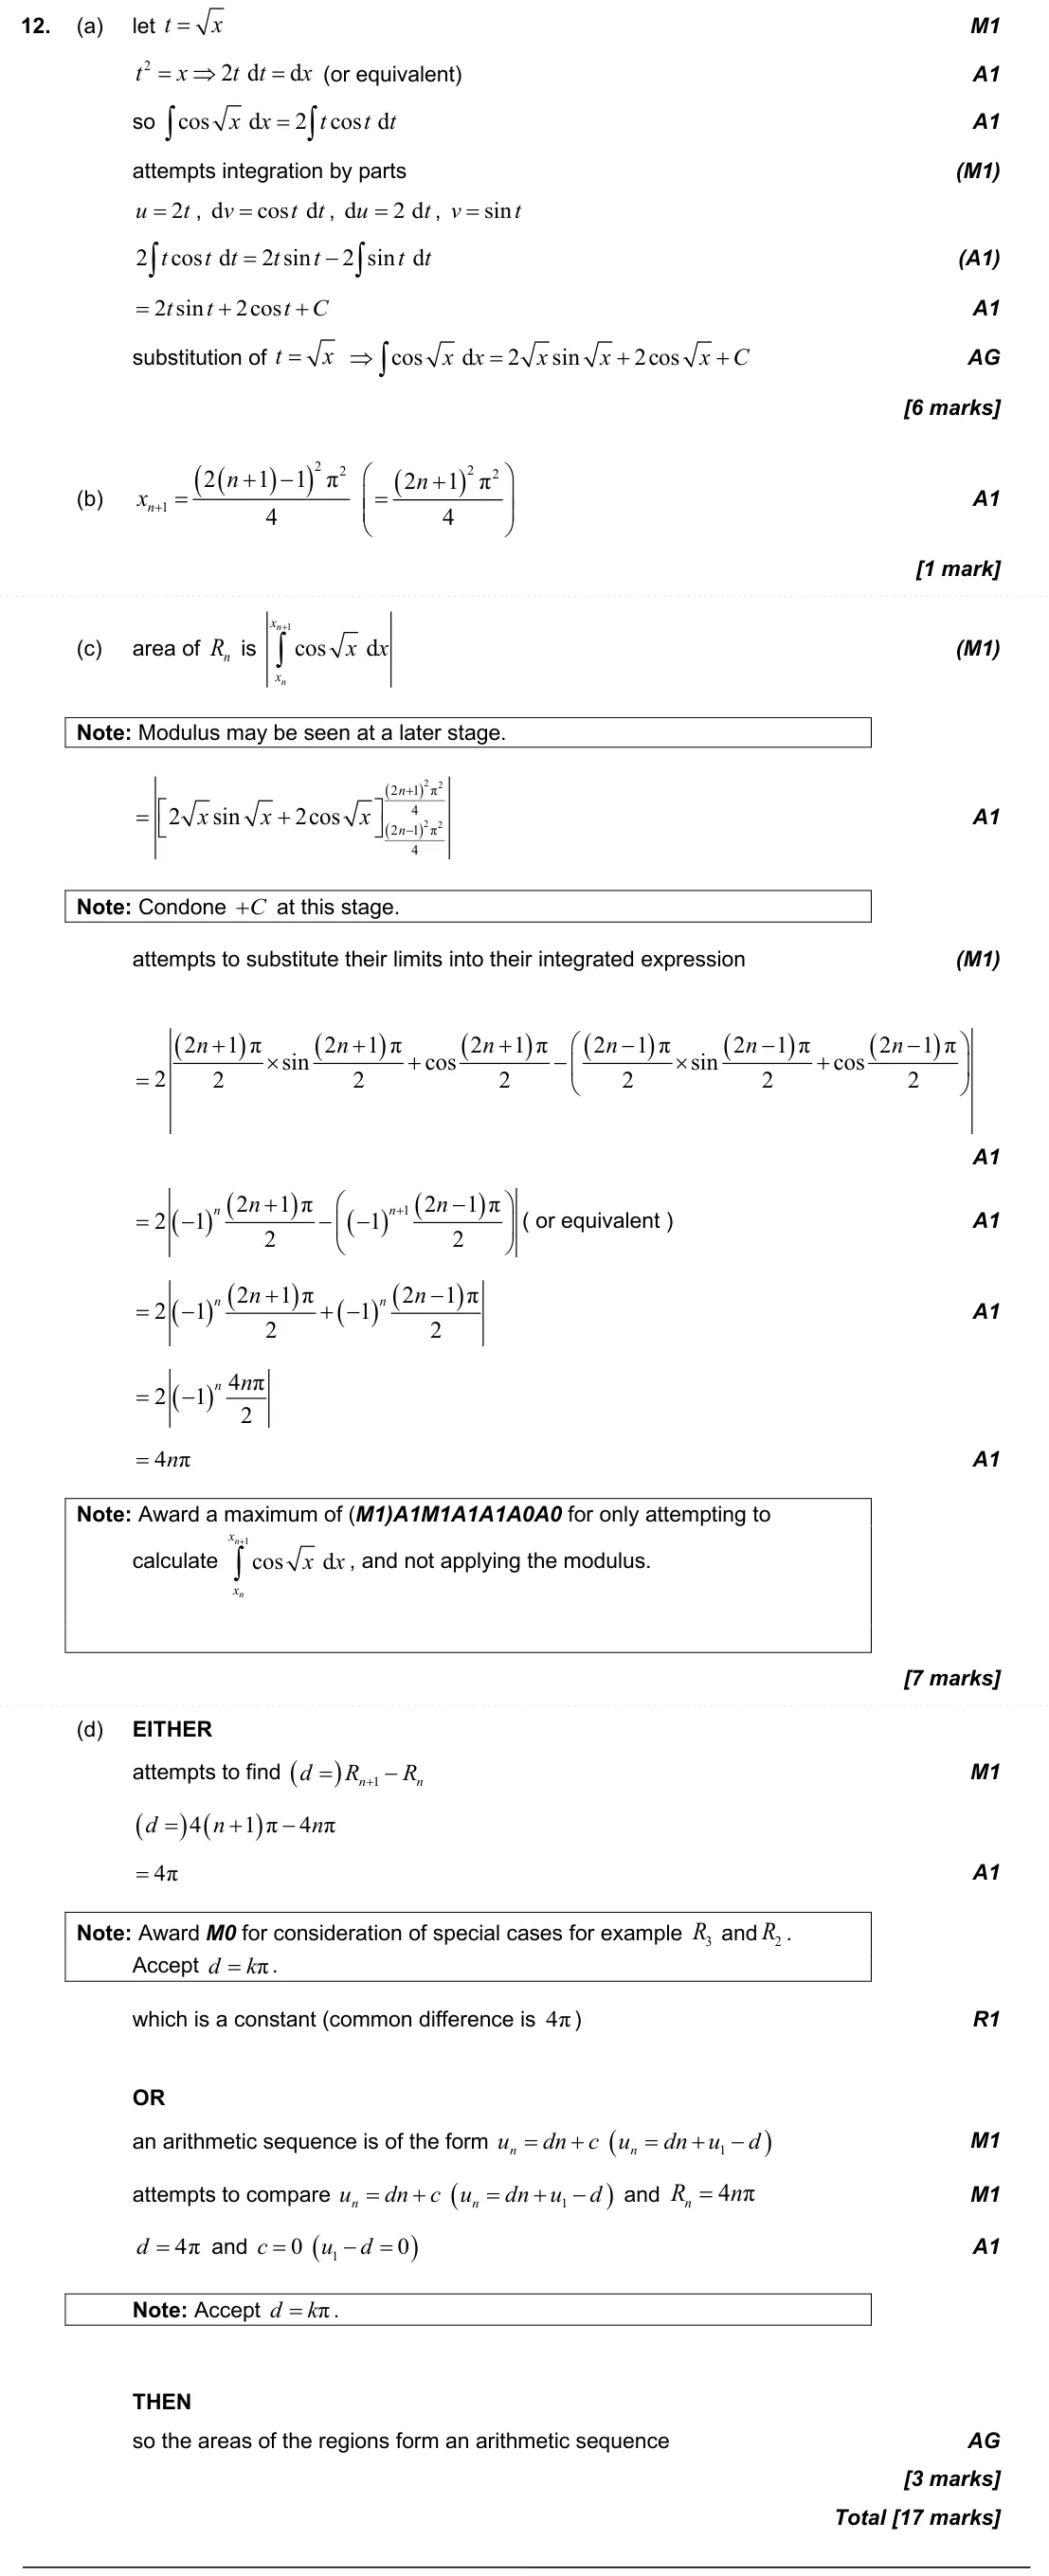 12. (a) let t = √x M1
t² = x ⇒ 2t dt = dx (or equivalent) A1
so ∫cos√x dx = 2∫t cos t dt A1
attempts integration by parts (M1)
u = 2t , dv = cos t dt , du = 2 dt , v = sin t
2∫t cos t dt = 2t sin t − 2∫sin t dt (A1)
= 2t sin t + 2cos t + C A1
substitution of t = √x ⇒ ∫cos√x dx = 2√x sin√x + 2cos√x + C AG
[6 marks]
(b) xₙ₊₁ = (2(n+1)−1)²π²/4 (= (2n+1)²π²/4) A1
[1 mark]
(c) area of Rₙ is |∫_{xₙ}^{xₙ₊₁} cos√x dx| (M1)
Note: Modulus may be seen at a later stage.
= |[2√x sin√x + 2cos√x]_{(2n−1)²π²/4}^{(2n+1)²π²/4}| A1
Note: Condone +C at this stage.
attempts to substitute their limits into their integrated expression (M1)
= 2|(2n+1)π/2 × sin (2n+1)π/2 + cos (2n+1)π/2 − ((2n−1)π/2 × sin (2n−1)π/2 + cos (2n−1)π/2)|
A1
= 2|(−1)ⁿ (2n+1)π/2 − ((−1)ⁿ⁺¹ (2n−1)π/2)| ( or equivalent ) A1
= 2|(−1)ⁿ (2n+1)π/2 + (−1)ⁿ (2n−1)π/2| A1
= 2|(−1)ⁿ 4nπ/2|
= 4nπ A1
Note: Award a maximum of (M1)A1M1A1A1A0A0 for only attempting to
calculate ∫_{xₙ}^{xₙ₊₁} cos√x dx , and not applying the modulus.
[7 marks]
(d) EITHER
attempts to find (d =)Rₙ₊₁ − Rₙ M1
(d =)4(n+1)π − 4nπ
= 4π A1
Note: Award M0 for consideration of special cases for example R₃ and R₂ .
Accept d = kπ .
which is a constant (common difference is 4π) R1
OR
an arithmetic sequence is of the form uₙ = dn + c (uₙ = dn + u₁ − d) M1
attempts to compare uₙ = dn + c (uₙ = dn + u₁ − d) and Rₙ = 4nπ M1
d = 4π and c = 0 (u₁ − d = 0) A1
Note: Accept d = kπ .
THEN
so the areas of the regions form an arithmetic sequence AG
[3 marks]
Total [17 marks]